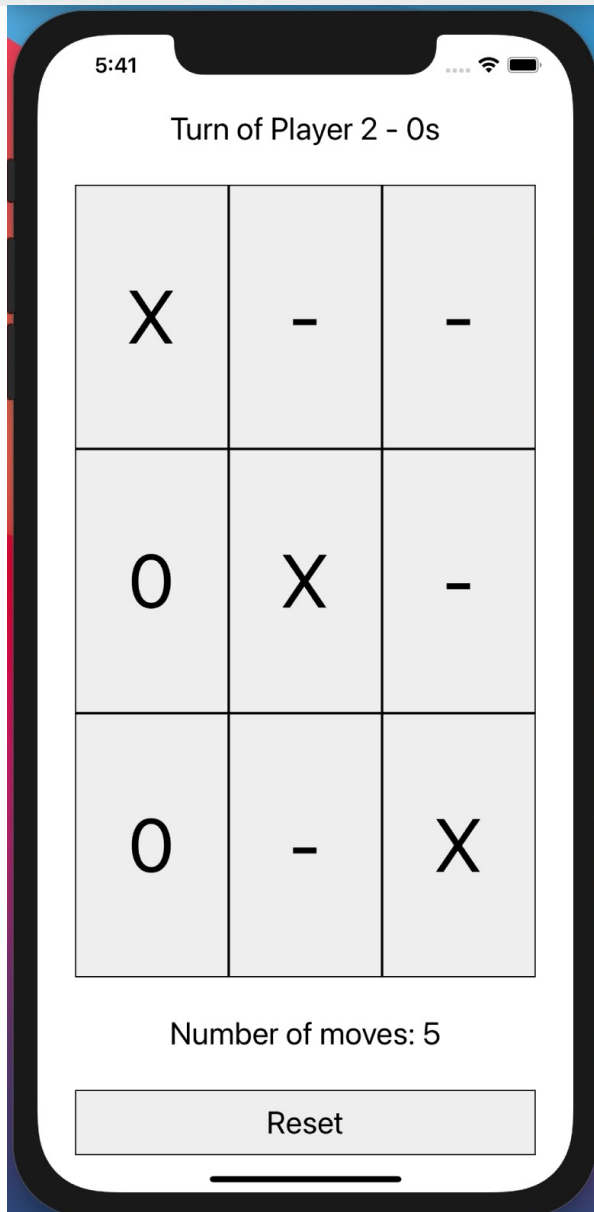 5:41
Turn of Player 2 - 0s
X - -
0 X -
0 - X
Number of moves: 5
Reset